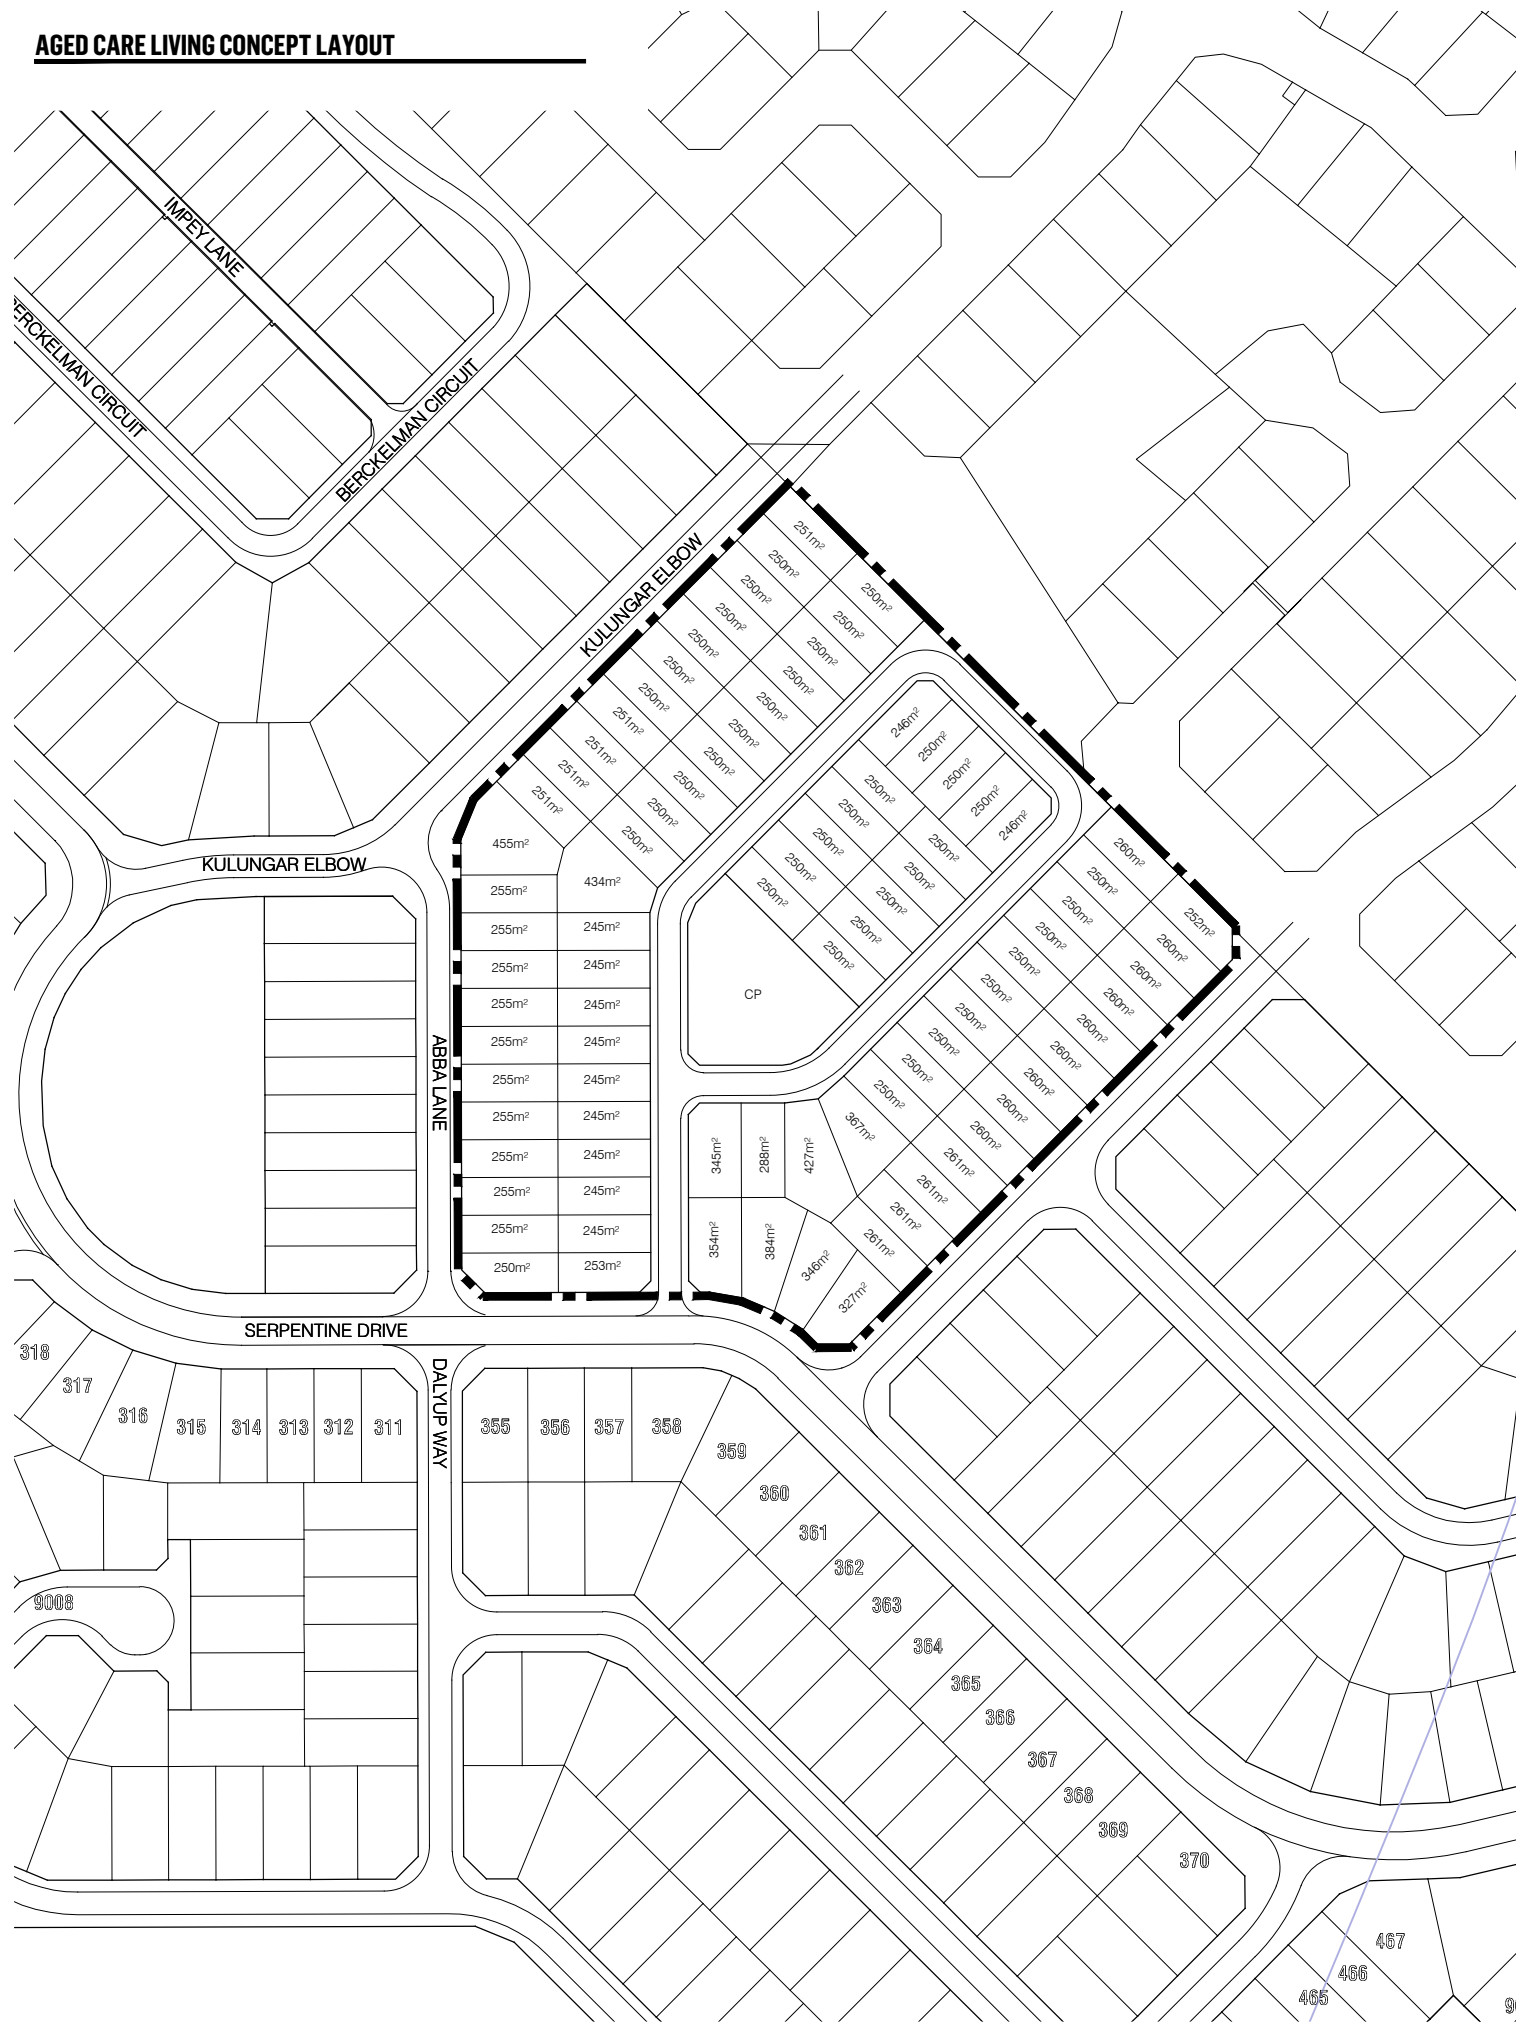 AGED CARE LIVING CONCEPT LAYOUT
IMPEY LANE
BERCKELMAN CIRCUIT
BERCKELMAN CIRCUIT
KULUNGAR ELBOW
251m²
250m²
250m²
250m²
250m²
250m²
250m²
251m²
251m²
251m²
251m²
250m²
250m²
250m²
250m²
250m²
250m²
250m²
250m²
250m²
250m²
455m²
434m²
KULUNGAR ELBOW
255m²
255m²
245m²
255m²
245m²
255m²
245m²
255m²
245m²
255m²
245m²
255m²
245m²
255m²
245m²
255m²
245m²
255m²
245m²
250m²
253m²
ABBA LANE
246m²
250m²
250m²
250m²
246m²
250m²
250m²
250m²
250m²
250m²
250m²
250m²
250m²
250m²
CP
260m²
252m²
250m²
260m²
250m²
260m²
250m²
260m²
250m²
260m²
250m²
260m²
250m²
260m²
250m²
260m²
250m²
260m²
250m²
261m²
261m²
261m²
261m²
367m²
345m²
288m²
427m²
354m²
384m²
346m²
327m²
SERPENTINE DRIVE
DALYUP WAY
318
317
316
315
314
313
312
311
355
356
357
358
359
360
361
362
363
364
365
366
367
368
369
370
9008
467
466
465